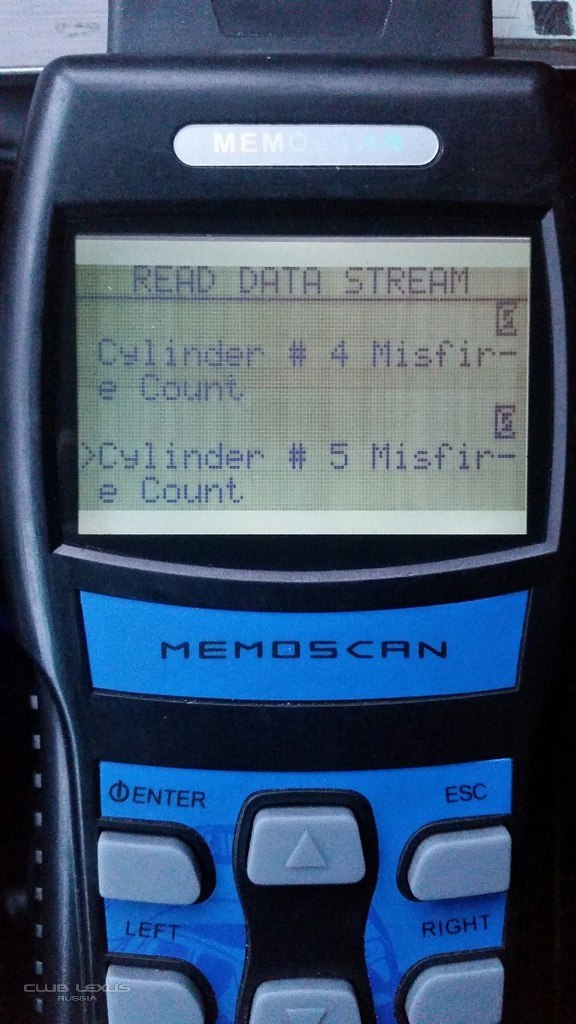 MEMOSCAN
READ DATA STREAM
Cylinder # 4 Misfir-
e Count
>Cylinder # 5 Misfir-
e Count
MEMOSCAN
ENTER
ESC
LEFT
RIGHT
CLUB LEXUS
RUSSIA